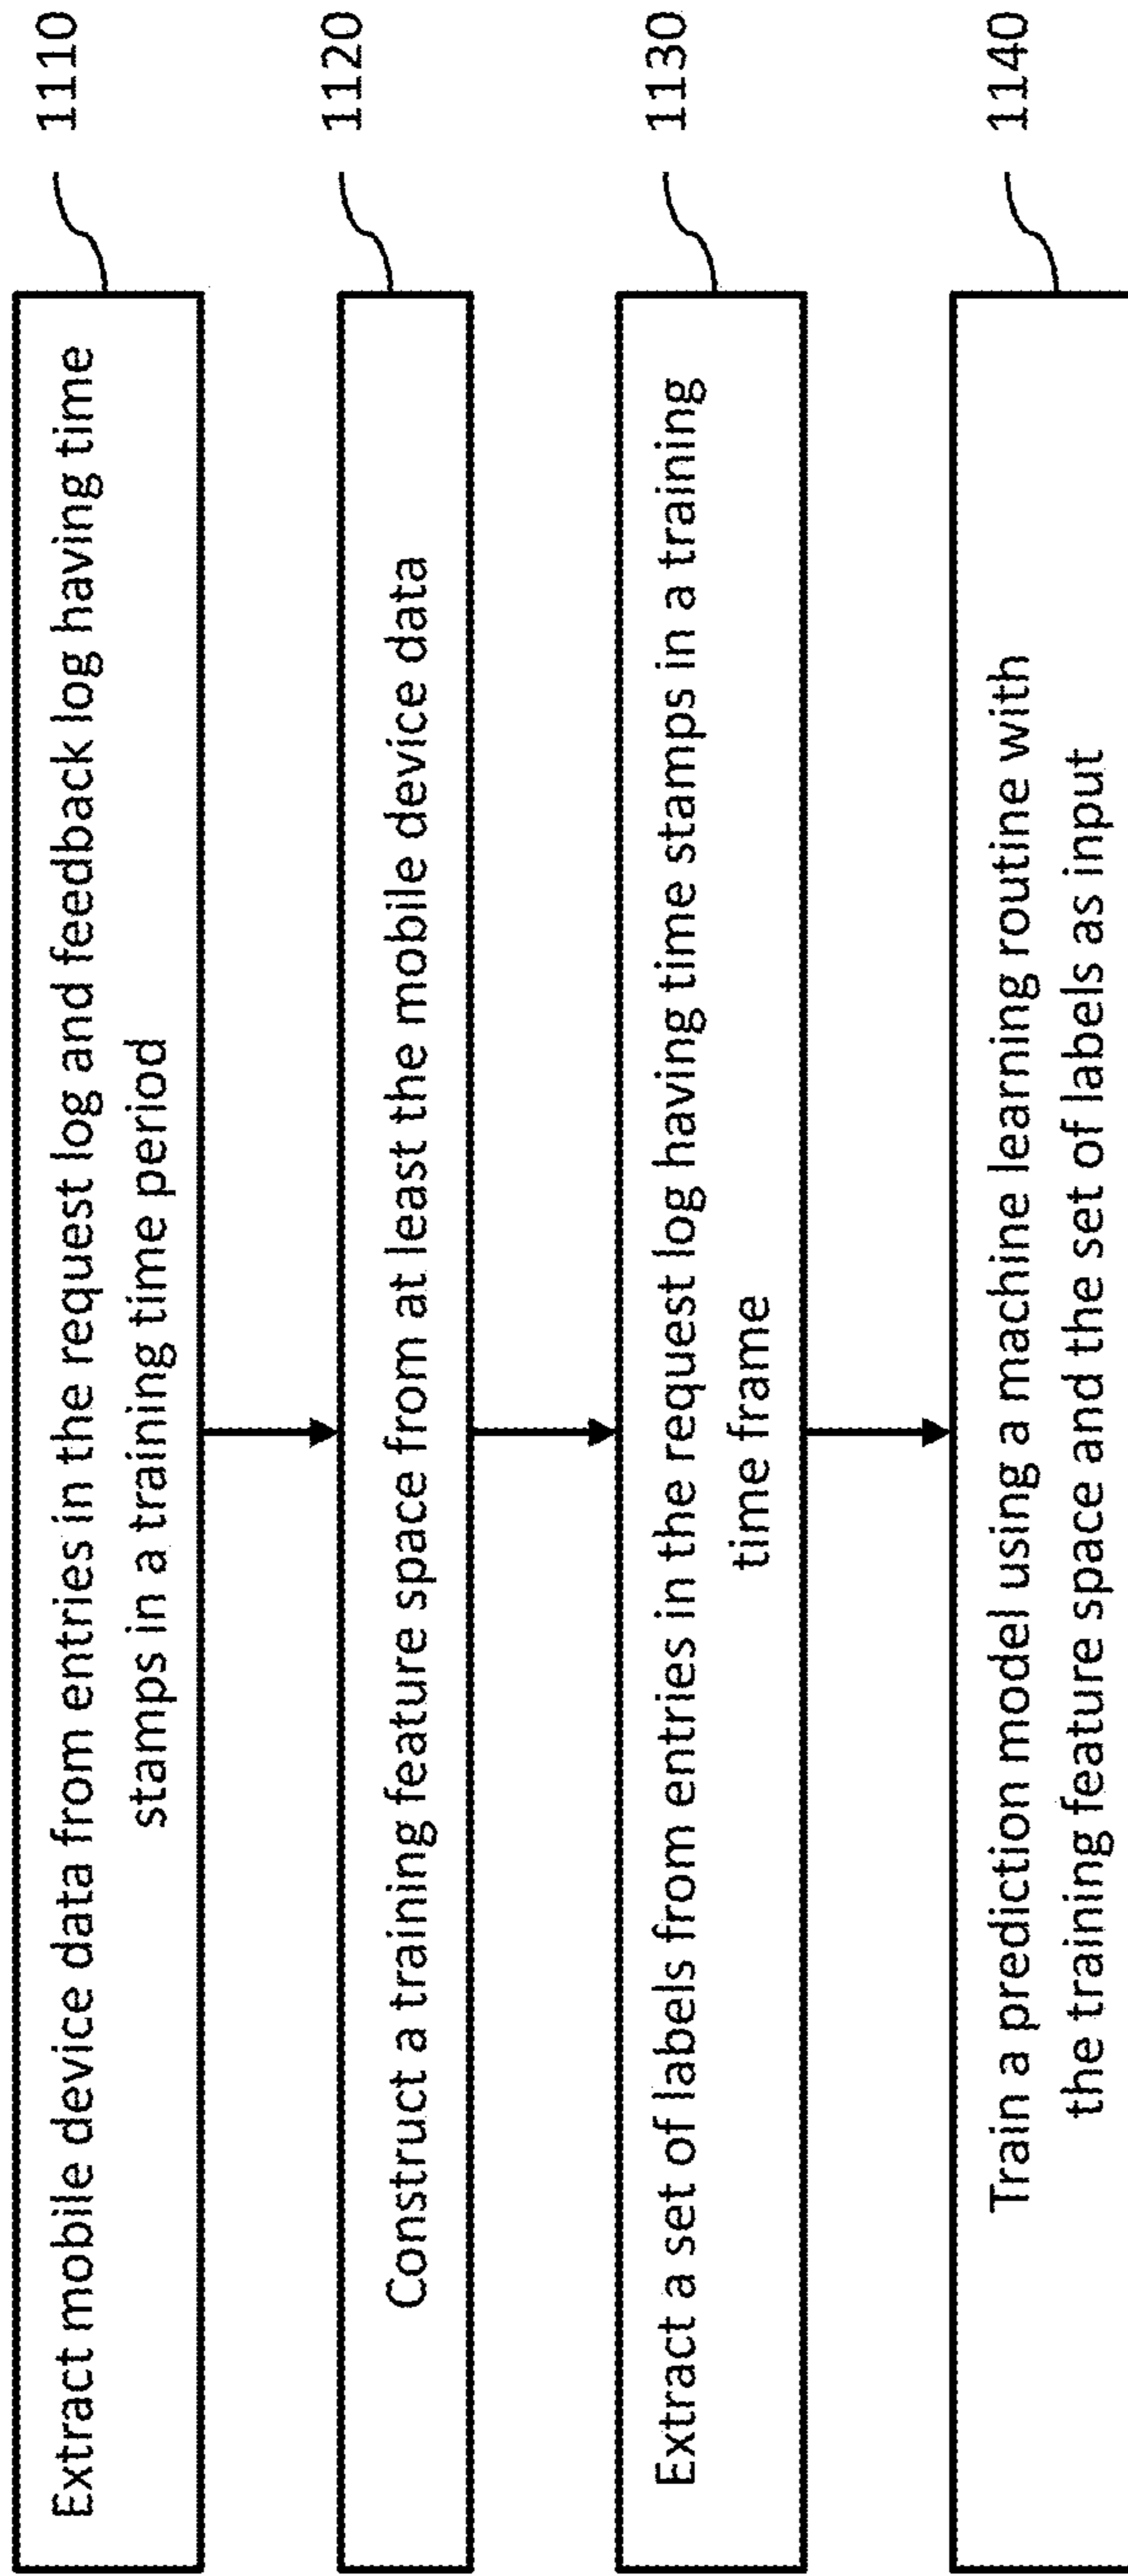 Extract mobile device data from entries in the request log and feedback log having time
stamps in a training time period
1110
Construct a training feature space from at least the mobile device data
1120
Extract a set of labels from entries in the request log having time stamps in a training
time frame
1130
Train a prediction model using a machine learning routine with
the training feature space and the set of labels as input
1140